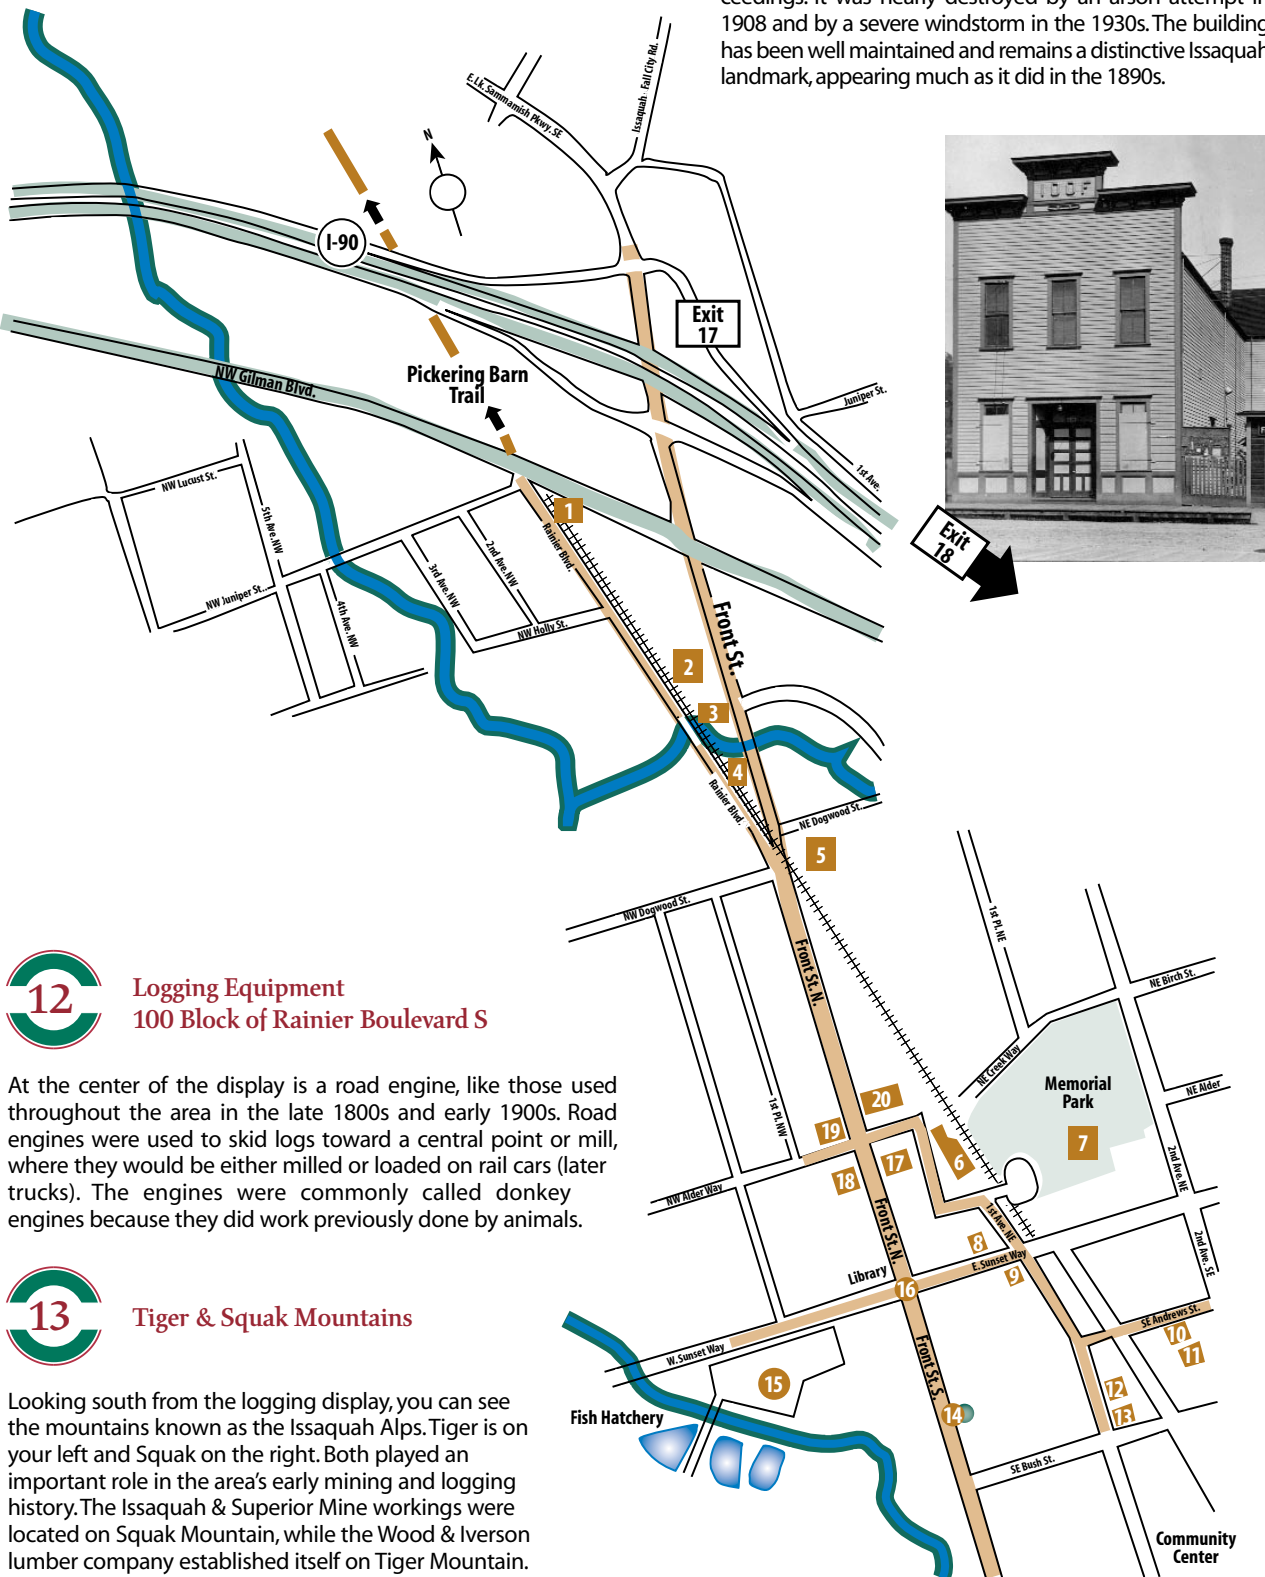 1908 and by a severe windstorm in the 1930s. The building
has been well maintained and remains a distinctive Issaquah
landmark, appearing much as it did in the 1890s.
E. Lk. Sammamish Pkwy. SE
Issaquah Fall City Rd.
N
I-90
IOOF
Exit
17
Pickering Barn
Trail
NW Gilman Blvd.
Juniper St.
1st Ave.
Exit
18
NW Lucust St.
5th Ave. NW
NW Juniper St.
4th Ave. NW
3rd Ave. NW
2nd Ave. NW
NW Holly St.
Rainier Blvd.
1
Front St.
2
3
4
Rainier Blvd.
NE Dogwood St.
5
NW Dogwood St.
Front St. N.
1st Pl. NE
NE Birch St.
NE Creek Way
Memorial
Park
7
NE Alder
1st Pl. NW
20
19
18
17
6
NW Alder Way
Front St. N.
1st Ave. NE
2nd Ave. NE
2nd Ave. SE
8
E. Sunset Way
9
Library
16
SE Andrews St.
10
11
W. Sunset Way
Front St. S.
15
12
13
14
Fish Hatchery
SE Bush St.
Community
Center
12
Logging Equipment
100 Block of Rainier Boulevard S
At the center of the display is a road engine, like those used
throughout the area in the late 1800s and early 1900s. Road
engines were used to skid logs toward a central point or mill,
where they would be either milled or loaded on rail cars (later
trucks). The engines were commonly called donkey
engines because they did work previously done by animals.
13
Tiger & Squak Mountains
Looking south from the logging display, you can see
the mountains known as the Issaquah Alps. Tiger is on
your left and Squak on the right. Both played an
important role in the area's early mining and logging
history. The Issaquah & Superior Mine workings were
located on Squak Mountain, while the Wood & Iverson
lumber company established itself on Tiger Mountain.